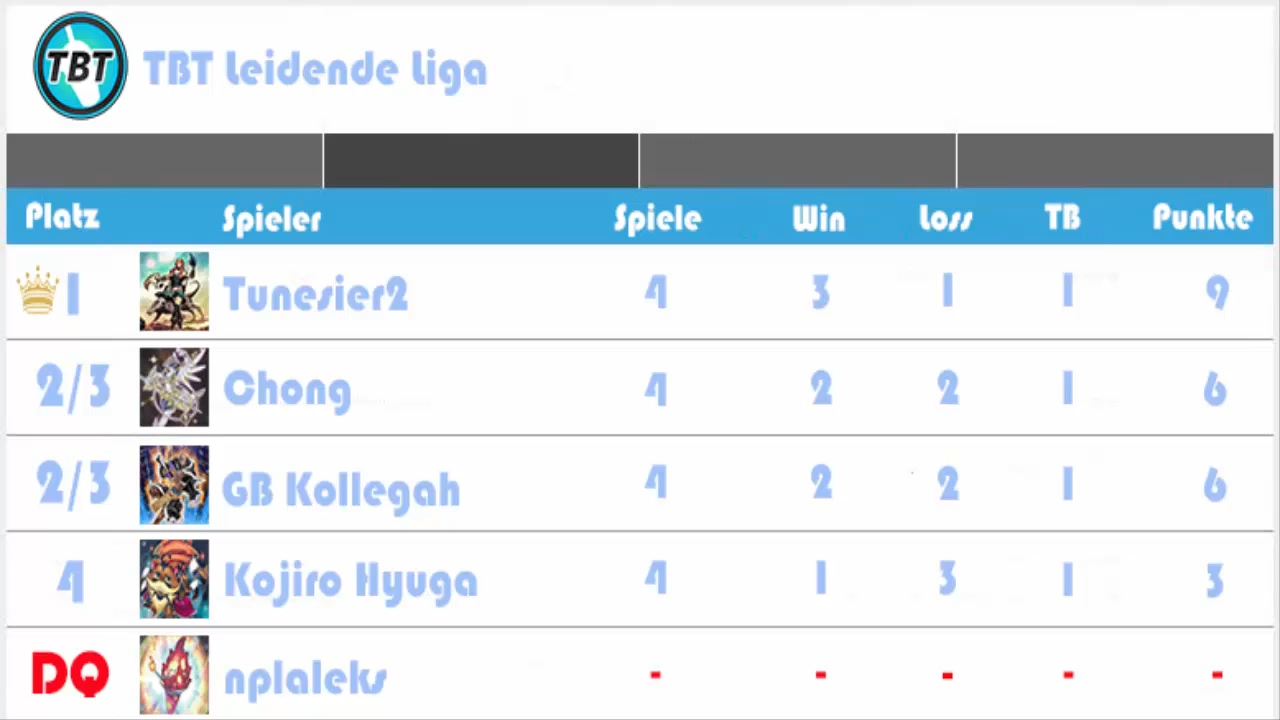 TBT TBT Leidende Liga
Platz Spieler Spiele Win Loss TB Punkte
1 Tunesier2 4 3 1 1 9
2/3 Chong 4 2 2 1 6
2/3 GB Kollegah 4 2 2 1 6
4 Kojiro Hyuga 4 1 3 1 3
DQ nplaleks - - - - -